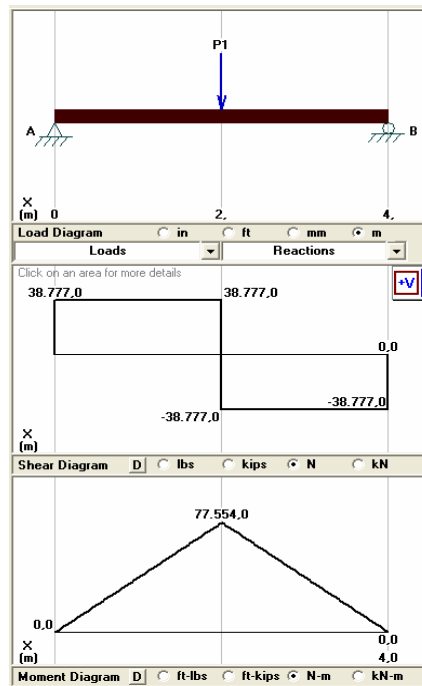 P1
A B
X
(m) 0 2, 4,
Load Diagram in ft mm m
Loads Reactions
Click on an area for more details
+V
38.777,0 38.777,0
0,0
-38.777,0 -38.777,0
X
(m)
Shear Diagram D lbs kips N kN
77.554,0
0,0
X 0,0
(m) 4,0
Moment Diagram D ft-lbs ft-kips N-m kN-m